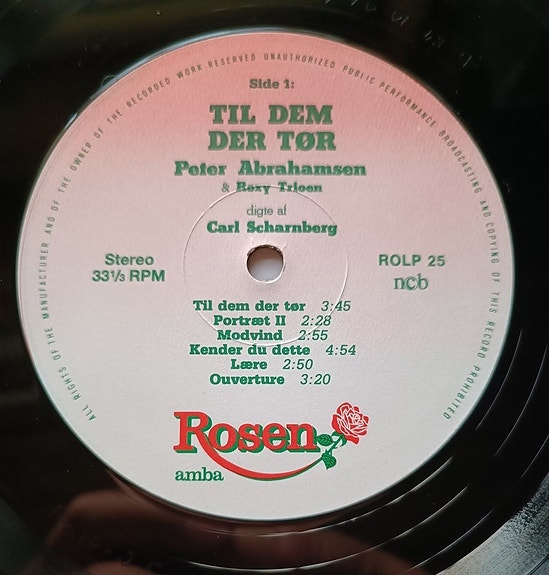 ALL RIGHTS OF THE MANUFACTURER AND OF THE OWNER OF THE RECORDED WORK RESERVED UNAUTHORIZED PUBLIC PERFORMANCE BROADCASTING AND COPYING OF THIS RECORD PROHIBITED
Side 1:
TIL DEM
DER TØR
Peter Abrahamsen
& Roxy Trioen
digte af
Carl Scharnberg
Stereo
33⅓ RPM
ROLP 25
ncb
Til dem der tør 3:45
Portræt II 2:28
Modvind 2:55
Kender du dette 4:54
Lære 2:50
Ouverture 3:20
Rosen
amba